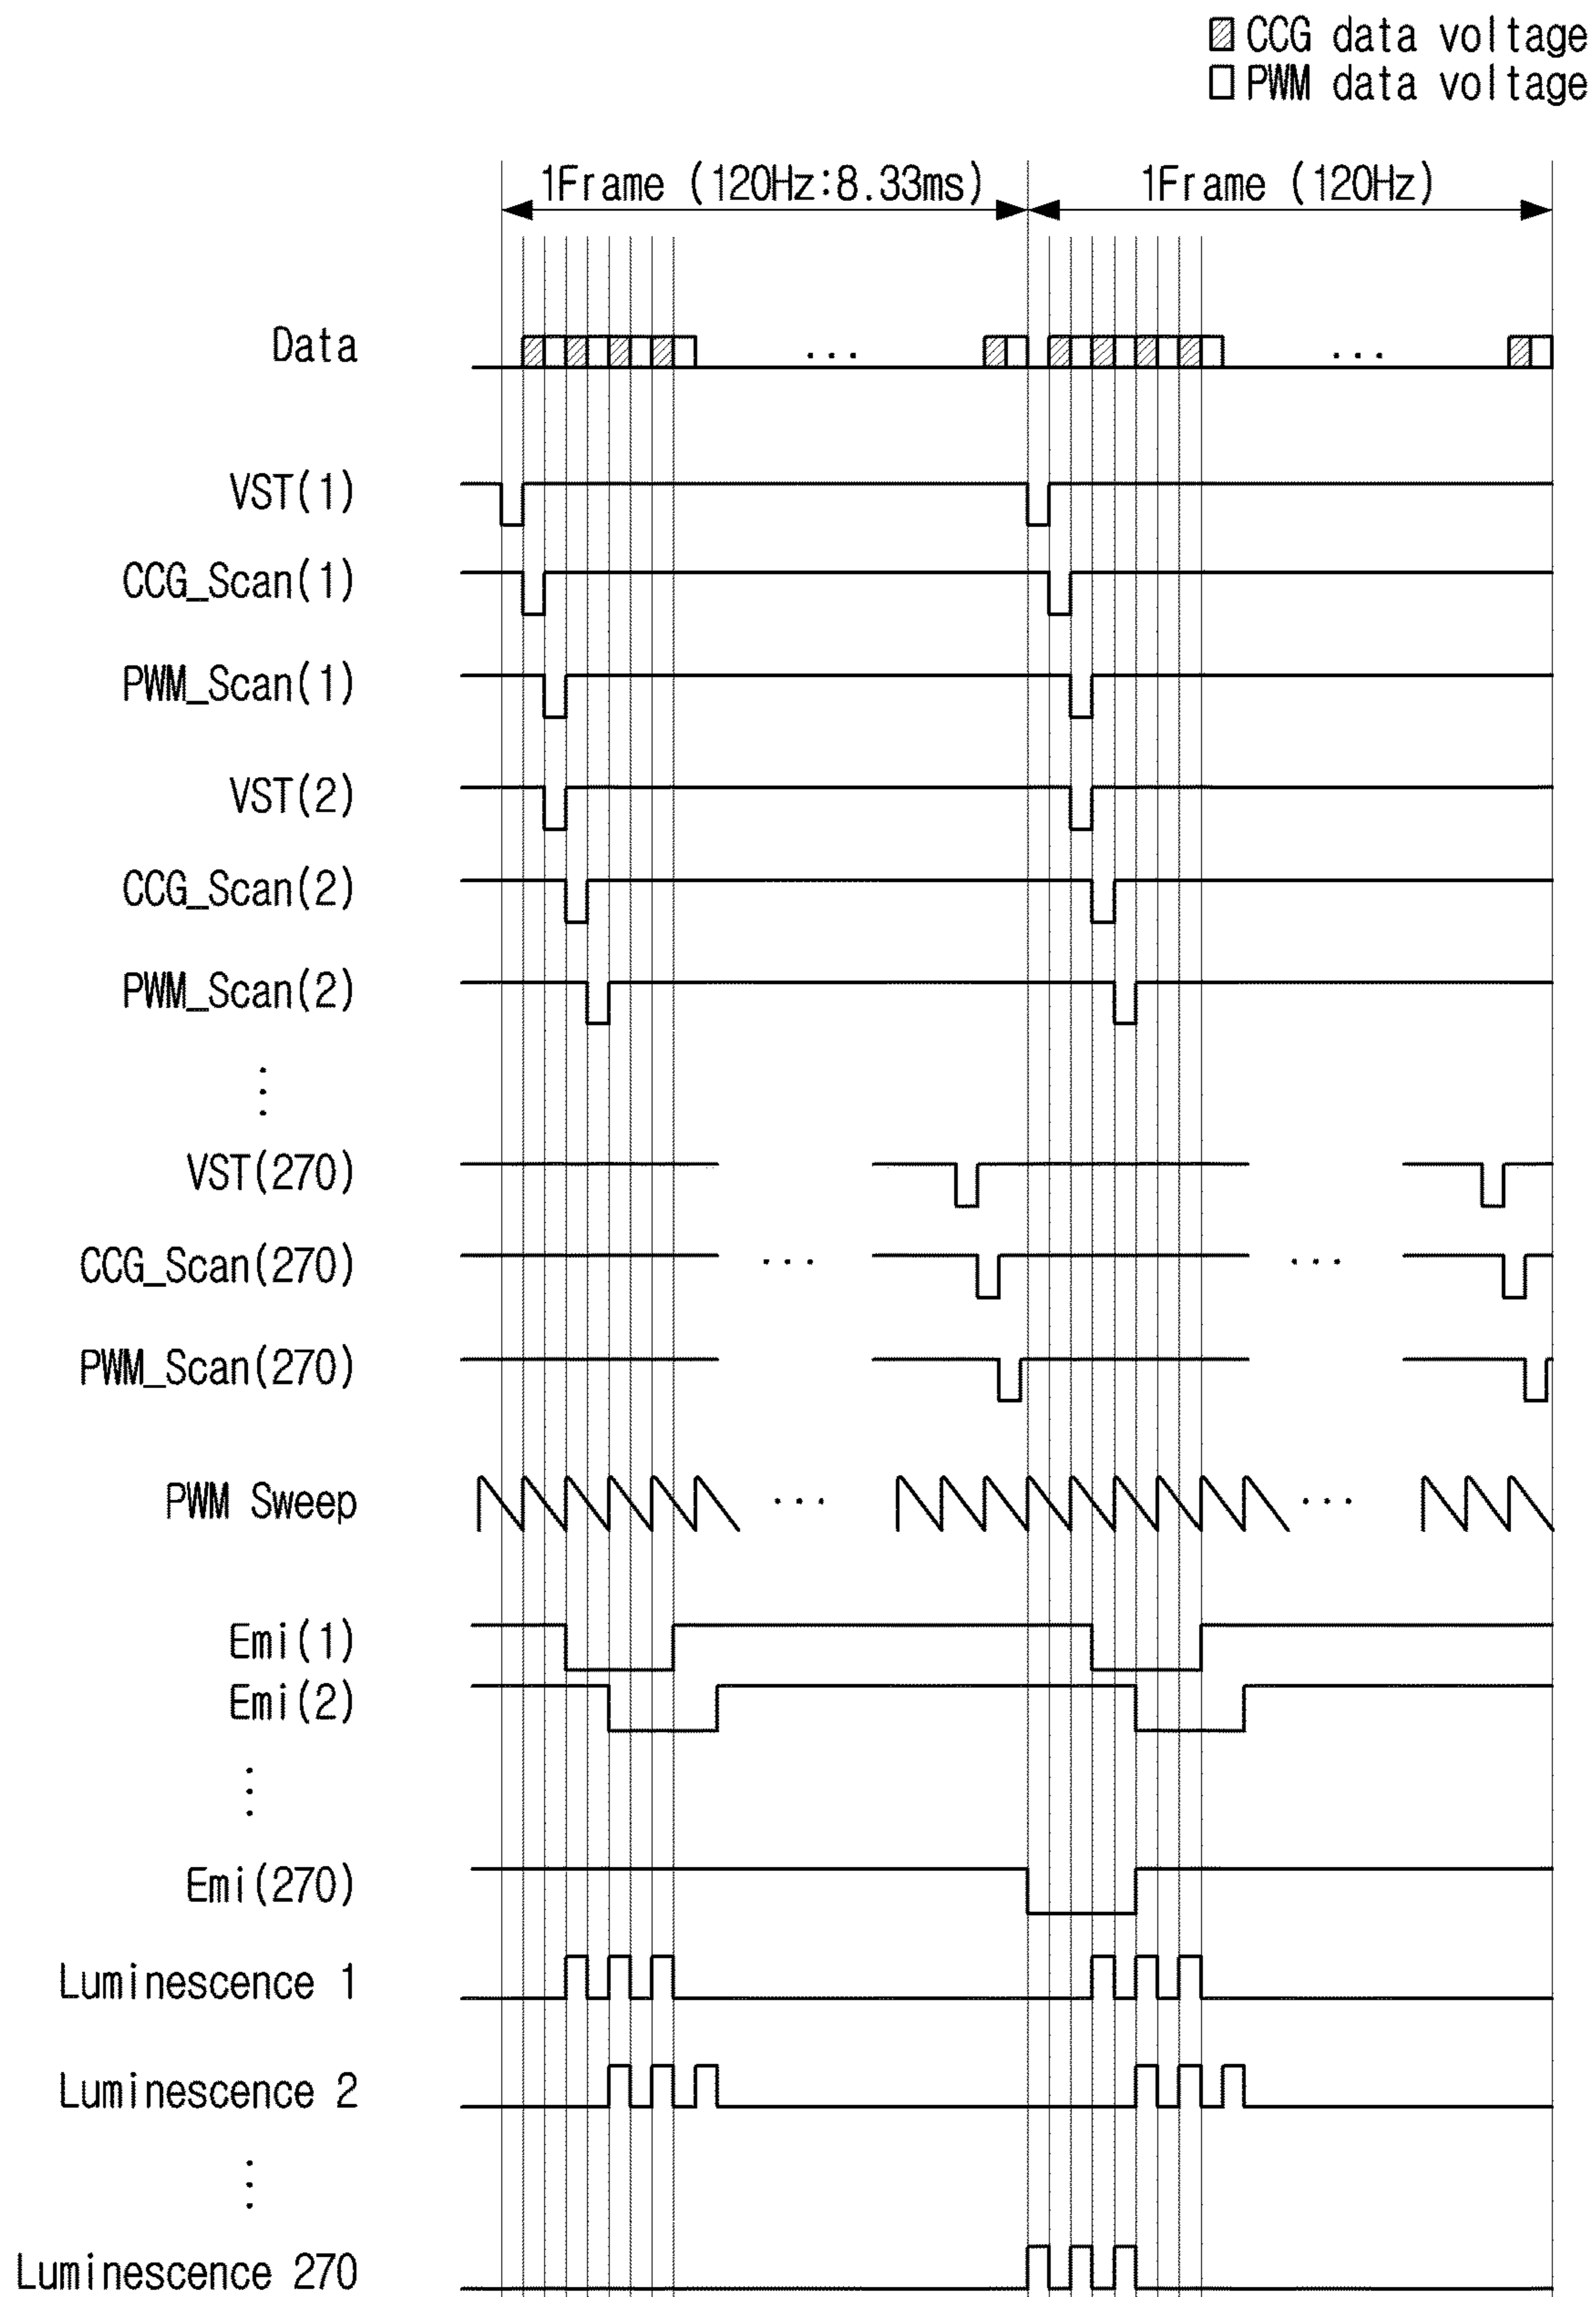 CCG data voltage
PWM data voltage
1Frame (120Hz:8.33ms)
1Frame (120Hz)
Data
...
...
VST(1)
CCG_Scan(1)
PWM_Scan(1)
VST(2)
CCG_Scan(2)
PWM_Scan(2)
⋮
VST(270)
CCG_Scan(270)
...
...
PWM_Scan(270)
PWM Sweep
...
...
Emi(1)
Emi(2)
⋮
Emi(270)
Luminescence 1
Luminescence 2
⋮
Luminescence 270